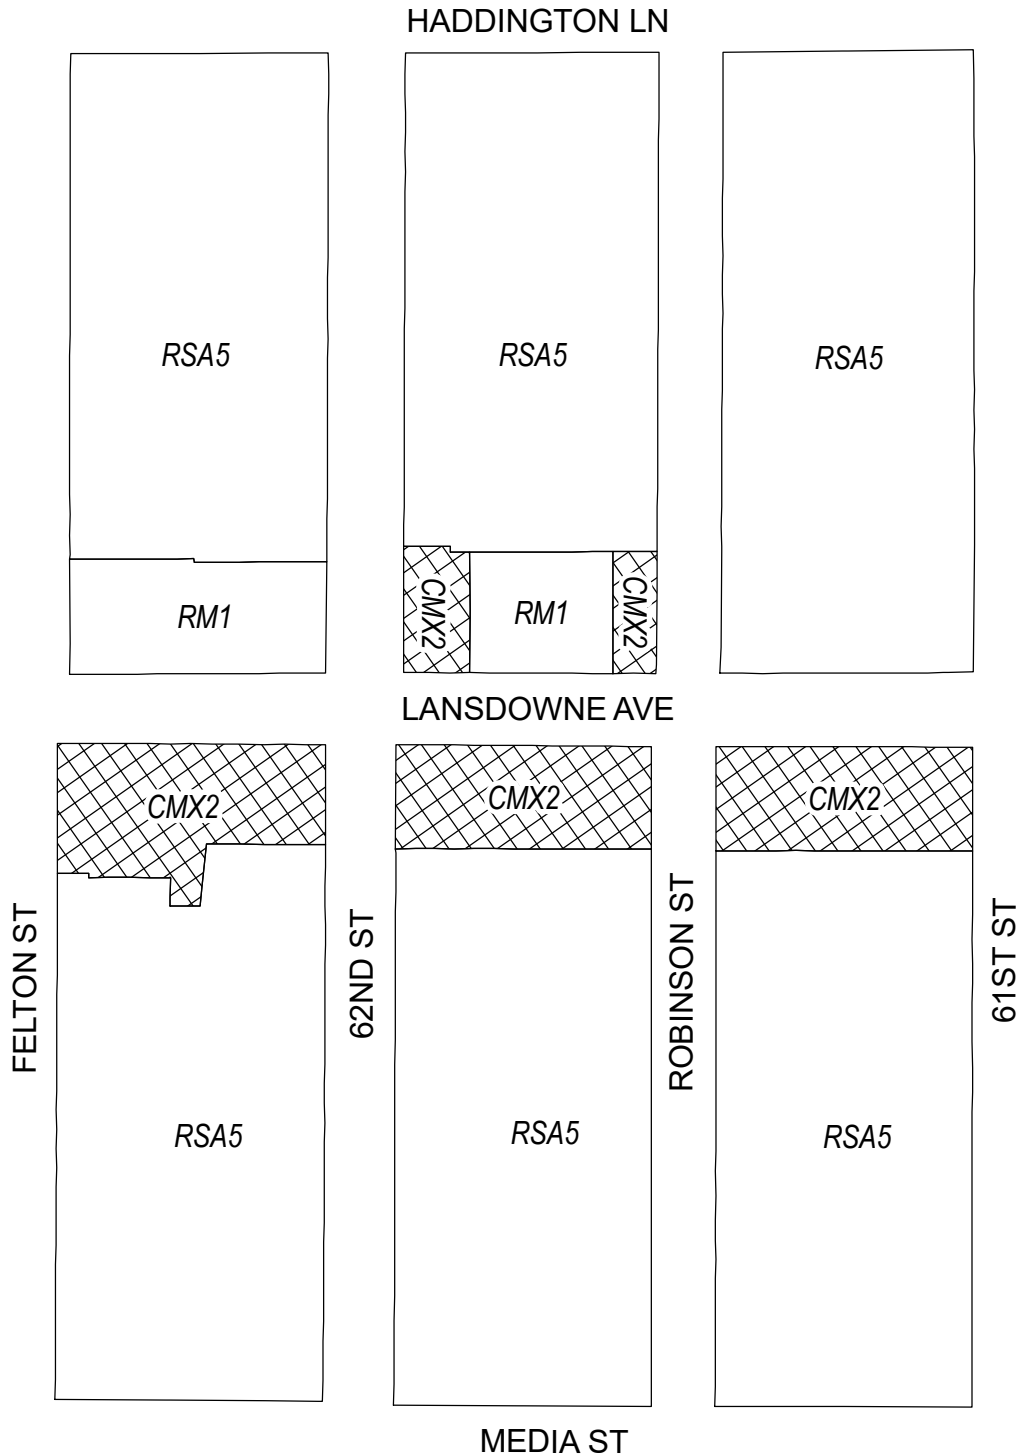 HADDINGTON LN
RSA5
RSA5
RSA5
RM1
CMX2
RM1
CMX2
LANSDOWNE AVE
CMX2
CMX2
CMX2
FELTON ST
62ND ST
ROBINSON ST
61ST ST
RSA5
RSA5
RSA5
MEDIA ST